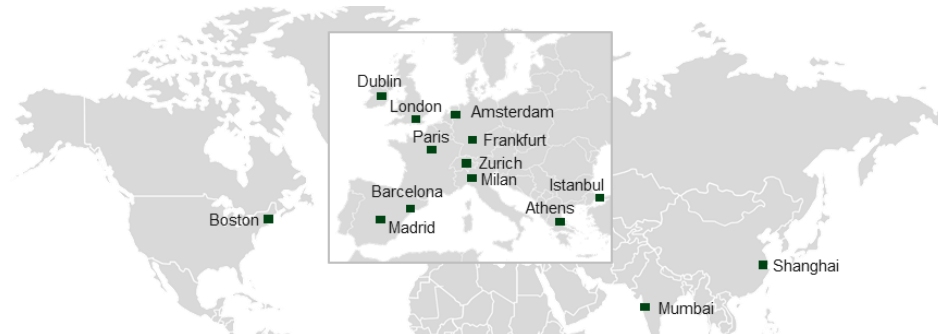 Dublin
London
Amsterdam
Paris
Frankfurt
Zurich
Milan
Barcelona
Istanbul
Athens
Madrid
Boston
Shanghai
Mumbai